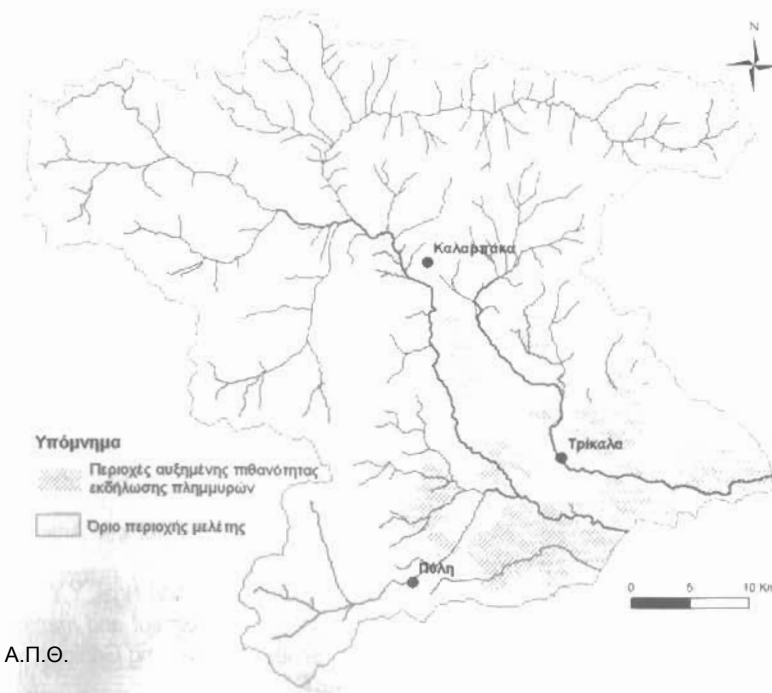 N
Καλαμπάκα
Τρίκαλα
Πύλη
Υπόμνημα
Περιοχές αυξημένης πιθανότητας
εκδήλωσης πλημμυρών
Όριο περιοχής μελέτης
0 5 10 Km
Α.Π.Θ.